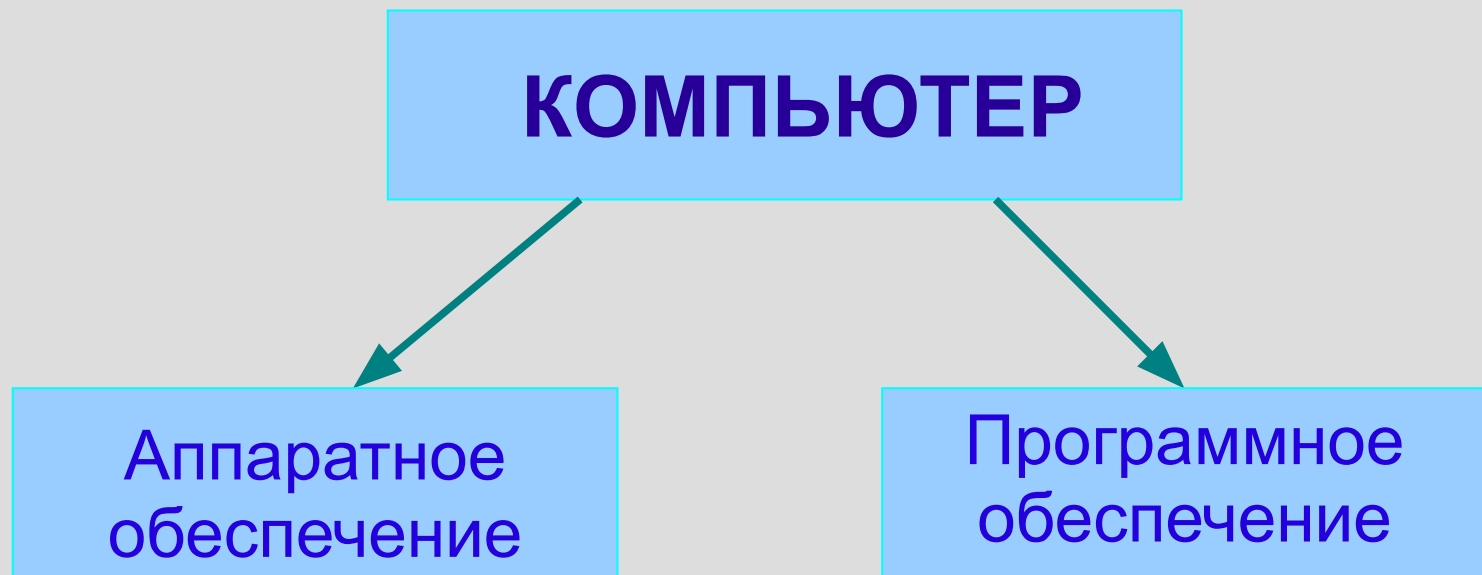 КОМПЬЮТЕР
Аппаратное
обеспечение
Программное
обеспечение